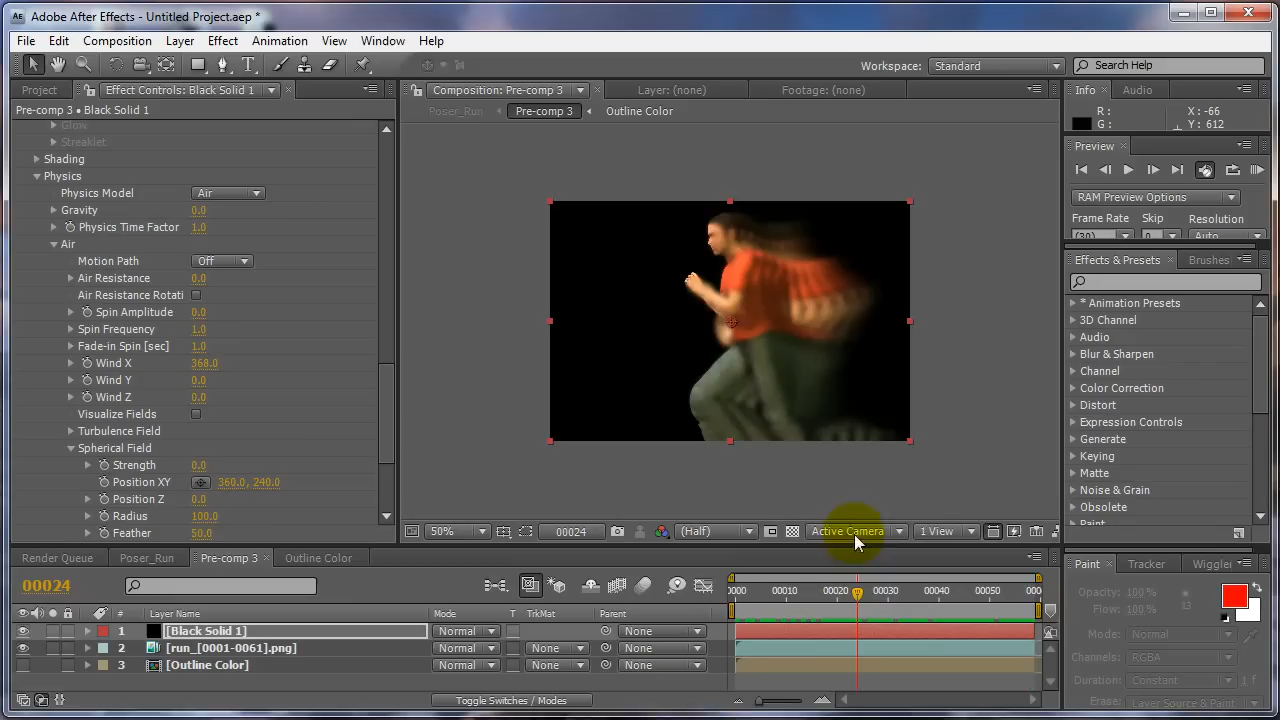 Adobe After Effects - Untitled Project.aep *
File Edit Composition Layer Effect Animation View Window Help
Workspace: Standard Search Help
Project Effect Controls: Black Solid 1
Pre-comp 3 • Black Solid 1
Glow
Streaklet
Shading
Physics
Physics Model Air
Gravity 0.0
Physics Time Factor 1.0
Air
Motion Path Off
Air Resistance 0.0
Air Resistance Rotati
Spin Amplitude 0.0
Spin Frequency 1.0
Fade-in Spin [sec] 1.0
Wind X 368.0
Wind Y 0.0
Wind Z 0.0
Visualize Fields
Turbulence Field
Spherical Field
Strength 0.0
Position XY 360.0, 240.0
Position Z 0.0
Radius 100.0
Feather 50.0
Composition: Pre-comp 3 Layer: (none) Footage: (none)
Poser_Run Pre-comp 3 Outline Color
50% 00024 (Half) Active Camera 1 View
Info Audio
R: X: -66
G: Y: 612
Preview
RAM Preview Options
Frame Rate Skip Resolution
(30) 0 Auto
Effects & Presets Brushes
* Animation Presets
3D Channel
Audio
Blur & Sharpen
Channel
Color Correction
Distort
Expression Controls
Generate
Keying
Matte
Noise & Grain
Obsolete
Paint
Render Queue Poser_Run Pre-comp 3 Outline Color
00024
0000 00010 00020 00030 00040 00050
# Layer Name Mode T TrkMat Parent
1 [Black Solid 1] Normal None
2 [run_[0001-0061].png] Normal None None
3 [Outline Color] Normal None None
Toggle Switches / Modes
Paint Tracker Wiggler
Opacity: 100 %
Flow: 100 % 13
Mode: Normal
Channels: RGBA
Duration: Constant 1 f
Erase: Layer Source & Paint